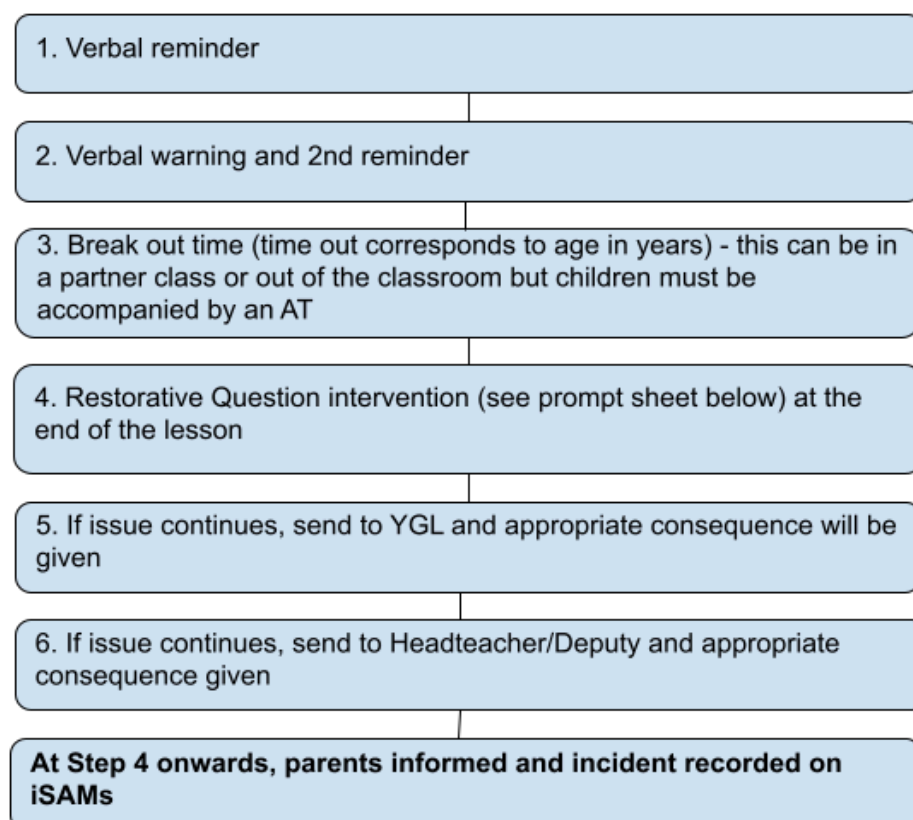 1. Verbal reminder
2. Verbal warning and 2nd reminder
3. Break out time (time out corresponds to age in years) - this can be in
a partner class or out of the classroom but children must be
accompanied by an AT
4. Restorative Question intervention (see prompt sheet below) at the
end of the lesson
5. If issue continues, send to YGL and appropriate consequence will be
given
6. If issue continues, send to Headteacher/Deputy and appropriate
consequence given
At Step 4 onwards, parents informed and incident recorded on
iSAMs